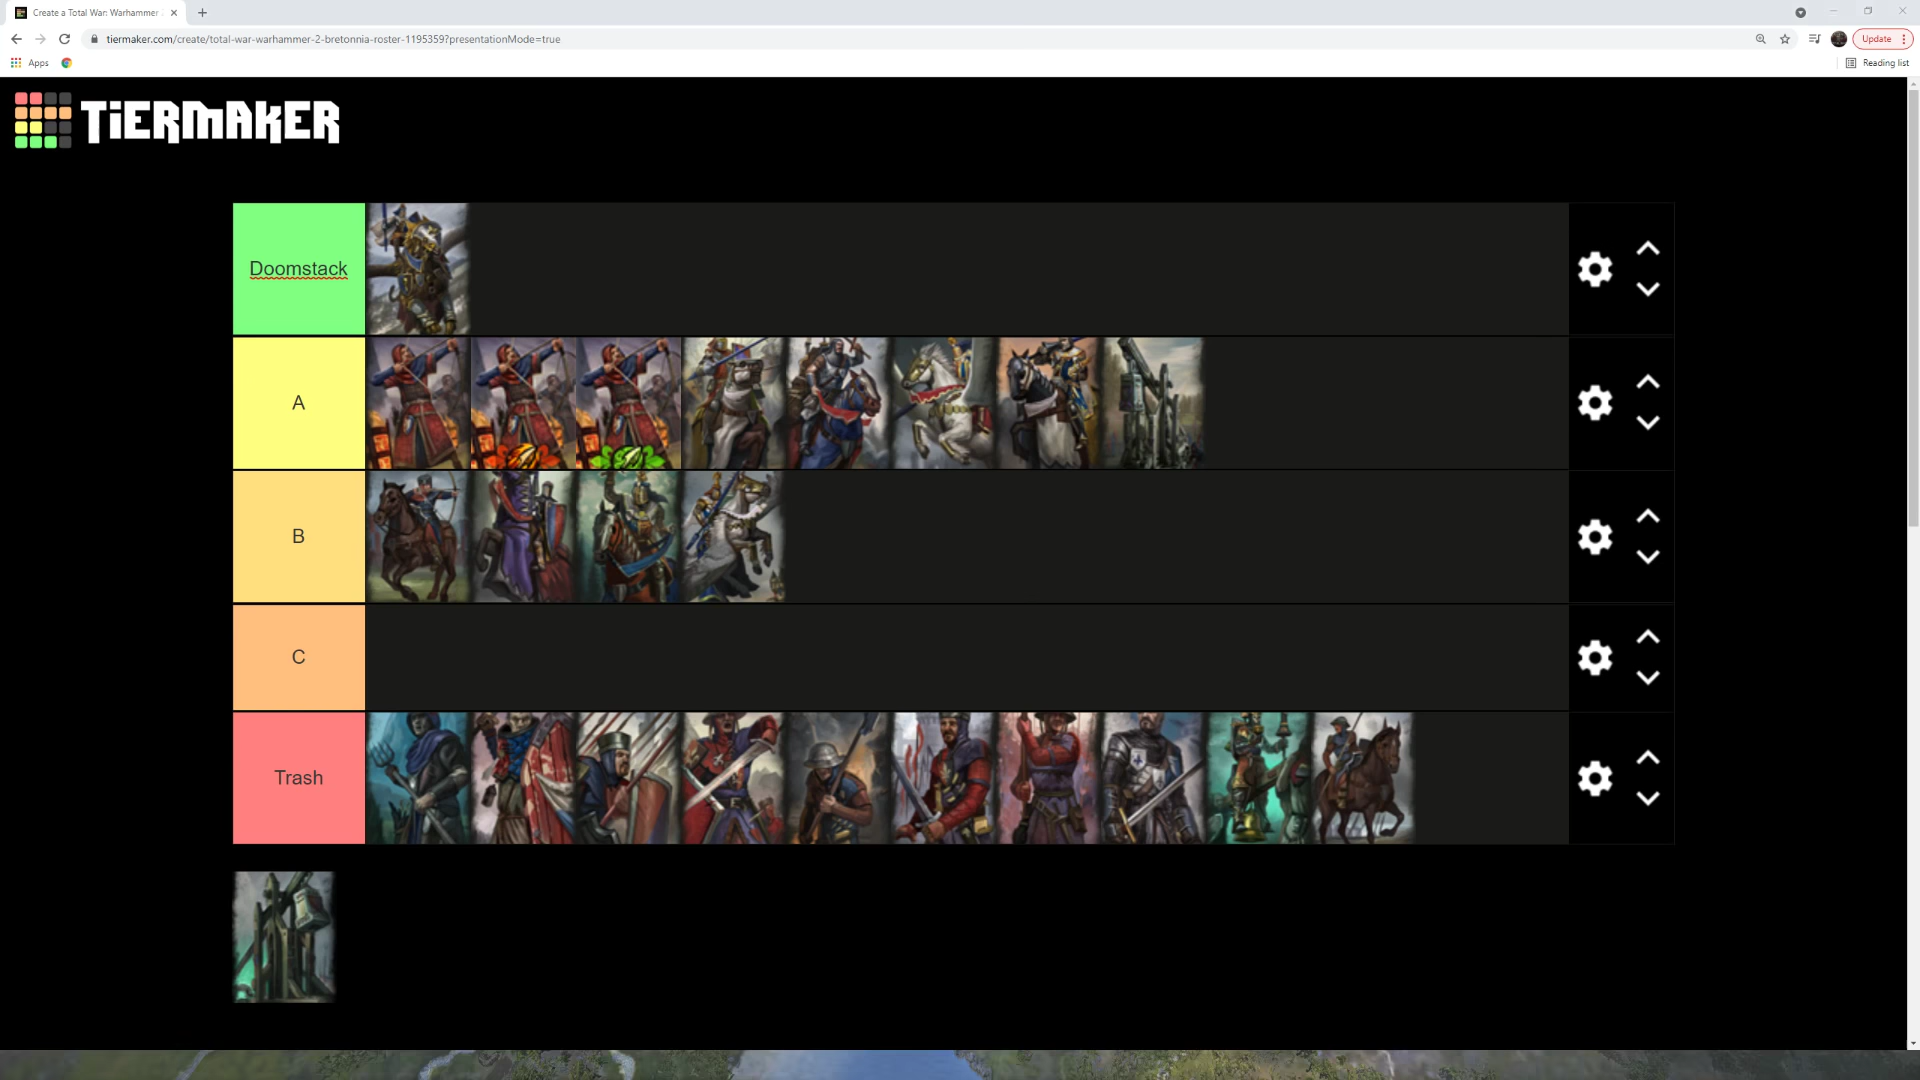 Create a Total War: Warhammer
tiermaker.com/create/total-war-warhammer-2-bretonnia-roster-1195359?presentationMode=true
Update
Apps
Reading list
TiERMAKER
Doomstack
A
B
C
Trash